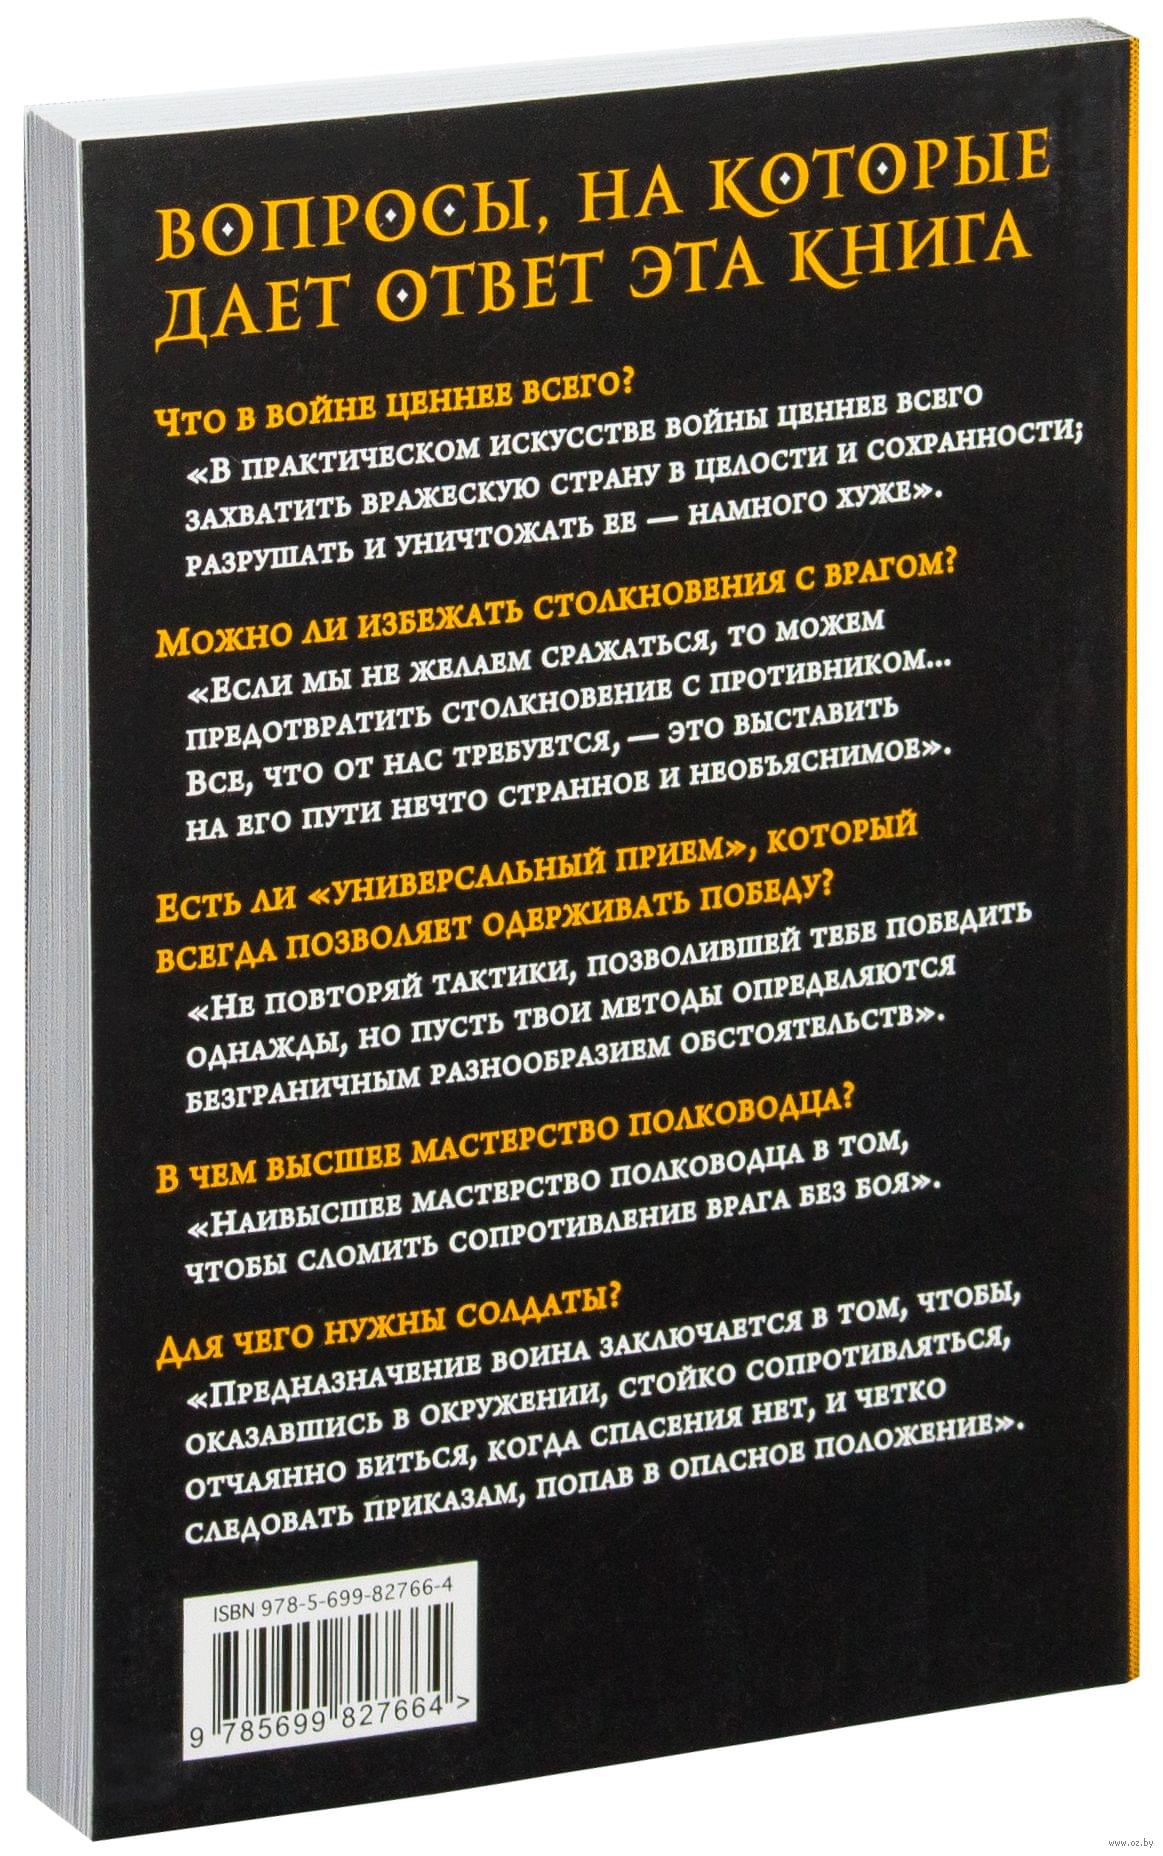 ВОПРОСЫ, НА КОТОРЫЕ
ДАЕТ ОТВЕТ ЭТА КНИГА
Что в войне ценнее всего?
«В практическом искусстве войны ценнее всего
захватить вражескую страну в целости и сохранности;
разрушать и уничтожать ее — намного хуже».
Можно ли избежать столкновения с врагом?
«Если мы не желаем сражаться, то можем
предотвратить столкновение с противником...
Все, что от нас требуется, — это выставить
на его пути нечто странное и необъяснимое».
Есть ли «универсальный прием», который
всегда позволяет одерживать победу?
«Не повторяй тактики, позволившей тебе победить
однажды, но пусть твои методы определяются
безграничным разнообразием обстоятельств».
В чем высшее мастерство полководца?
«Наивысшее мастерство полководца в том,
чтобы сломить сопротивление врага без боя».
Для чего нужны солдаты?
«Предназначение воина заключается в том, чтобы,
оказавшись в окружении, стойко сопротивляться,
отчаянно биться, когда спасения нет, и четко
следовать приказам, попав в опасное положение».
ISBN 978-5-699-82766-4
9 785699 827664 >
www.oz.by